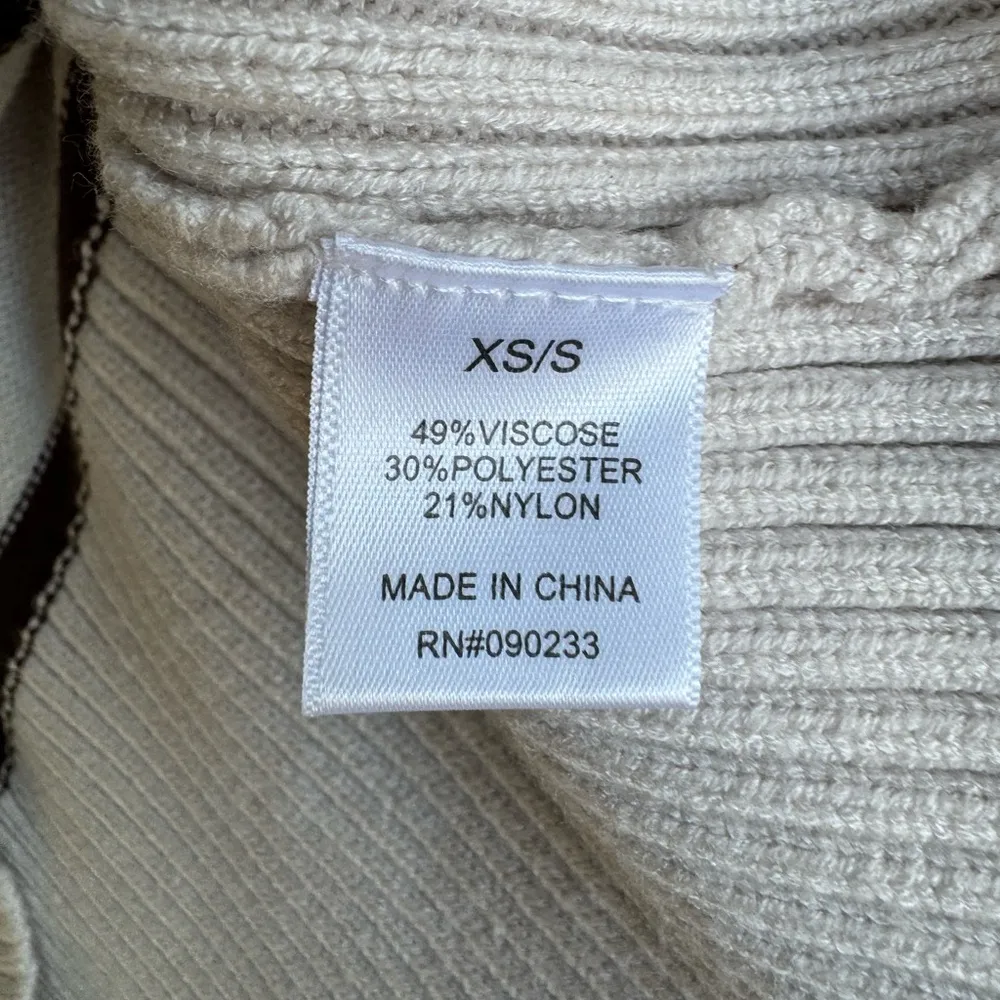 XS/S
49%VISCOSE
30%POLYESTER
21%NYLON
MADE IN CHINA
RN#090233